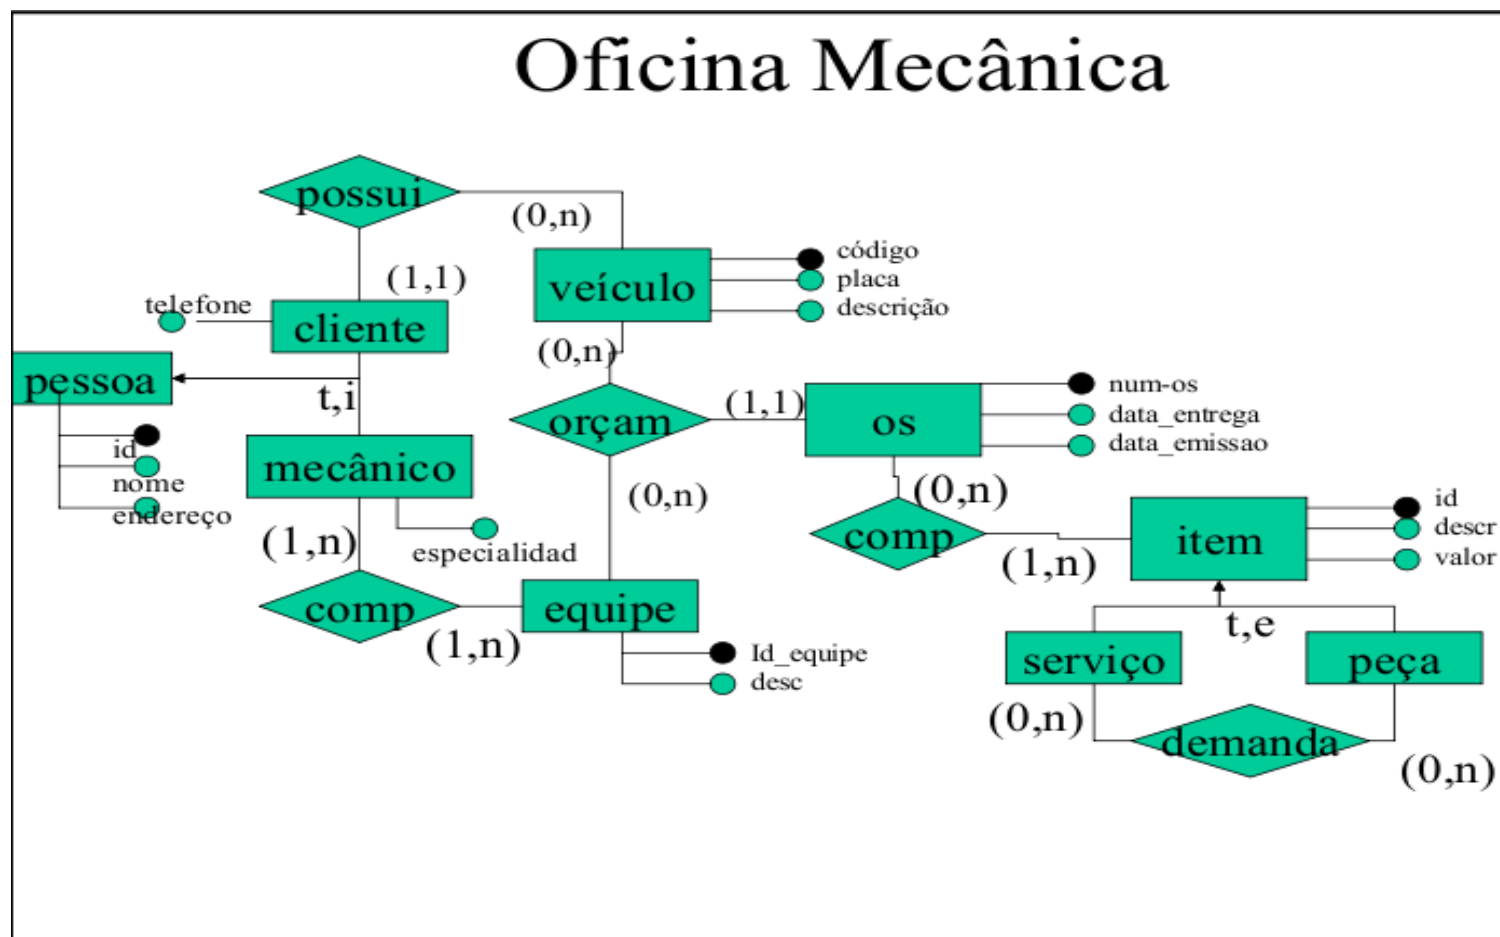 Oficina Mecânica
possui
(0,n)
(1,1)
veículo
código
placa
descrição
telefone
cliente
(0,n)
pessoa
t,i
id
nome
endereço
orçam
(1,1)
os
num-os
data_entrega
data_emissao
mecânico
(0,n)
(0,n)
(1,n)
especialidad
comp
(1,n)
item
id
descr
valor
comp
(1,n)
equipe
Id_equipe
desc
t,e
serviço
peça
(0,n)
demanda
(0,n)